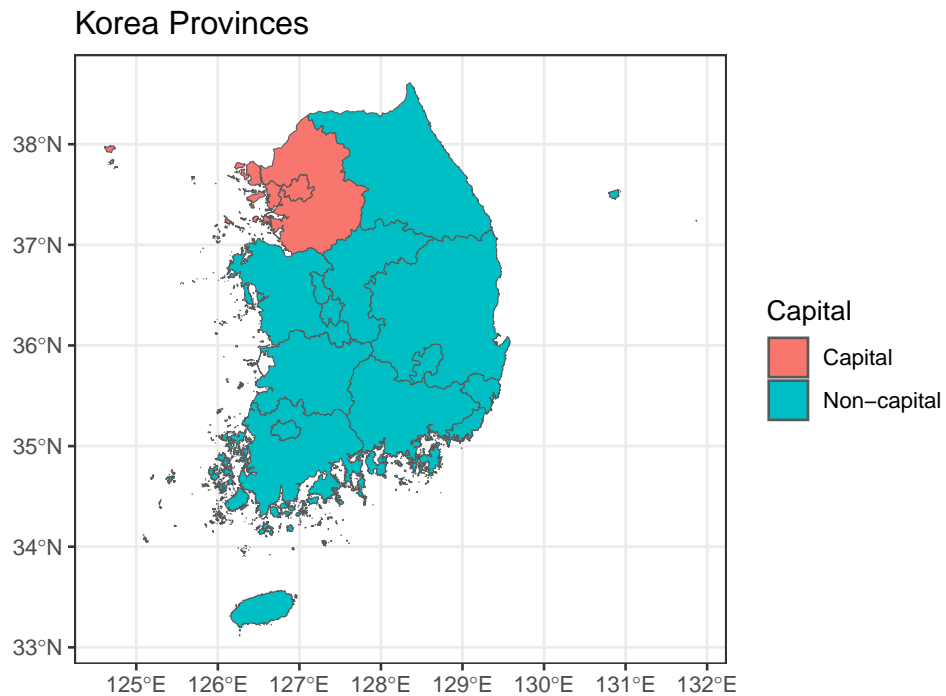 Korea Provinces
38°N
37°N
36°N
35°N
34°N
33°N
125°E 126°E 127°E 128°E 129°E 130°E 131°E 132°E
Capital
Capital
Non−capital